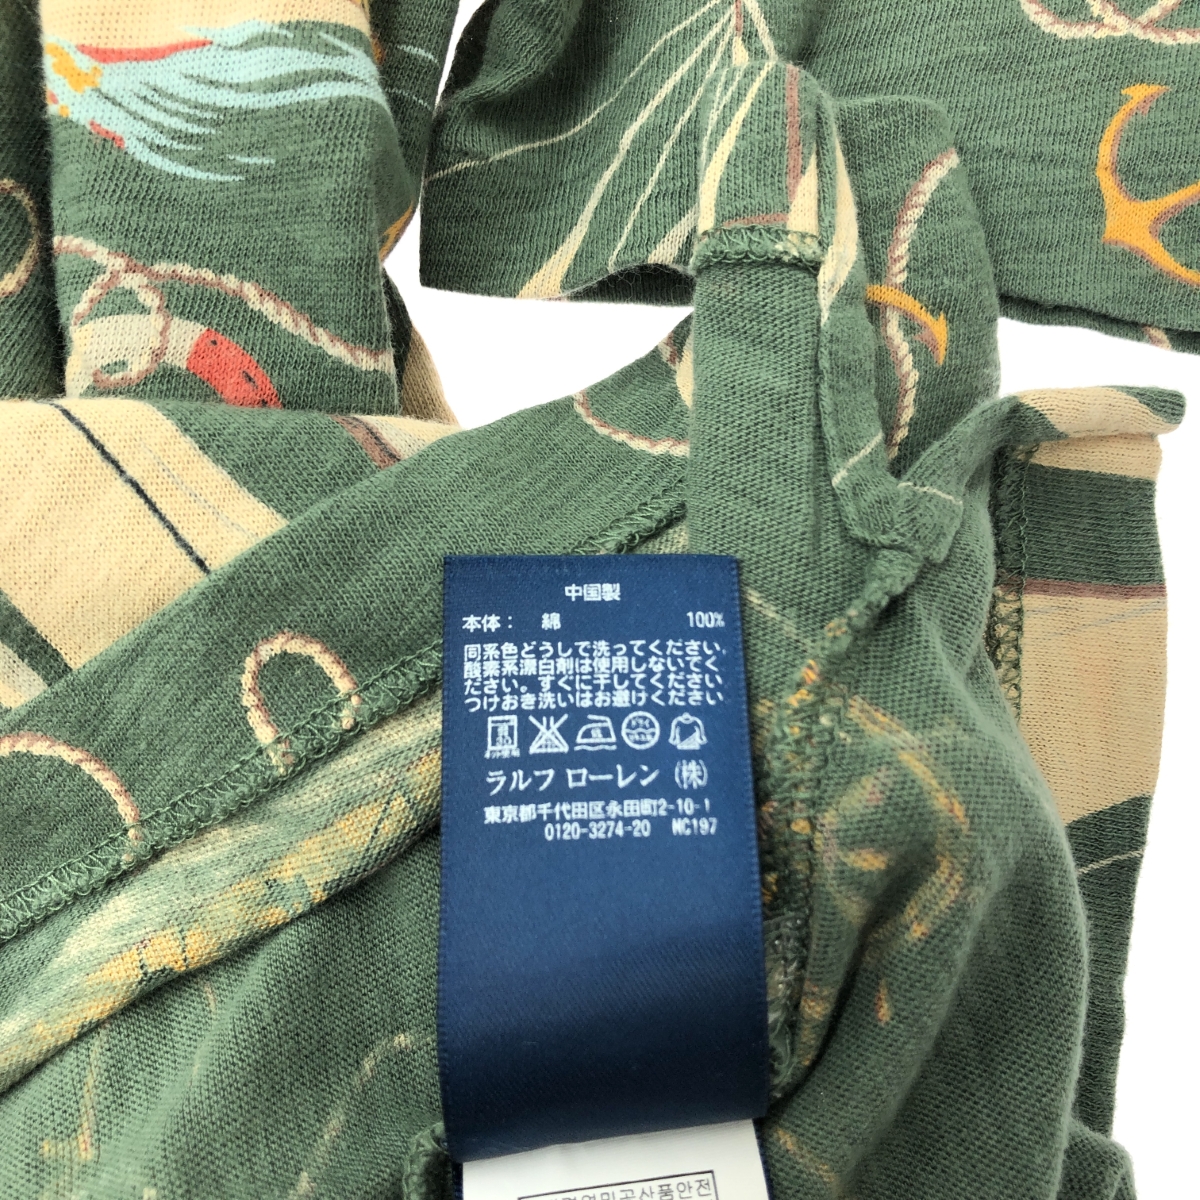 中国製
本体： 綿 100%
同系色どうしで洗ってください。
酸素系漂白剤は使用しないでく
ださい。すぐに干してください
つけおき洗いはお避けください
ラルフ ローレン (株)
東京都千代田区永田町2-10-1
0120-3274-20 MC197
산품안전